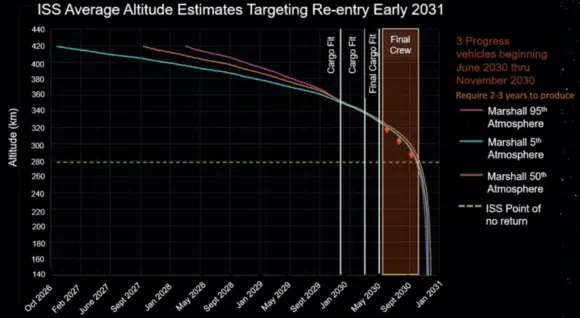 ISS Average Altitude Estimates Targeting Re-entry Early 2031
Altitude (km)
440
420
400
380
360
340
320
300
280
260
240
220
200
180
160
140
Cargo Fit
Cargo Fit
Final Cargo Fit
Final
Crew
Oct 2026
Feb 2027
June 2027
Sept 2027
Jan 2028
May 2028
Sept 2028
Jan 2029
May 2029
Sept 2029
Jan 2030
May 2030
Sept 2030
Jan 2031
3 Progress
vehicles beginning
June 2030 thru
November 2030
Require 2-3 years to produce
Marshall 95th
Atmosphere
Marshall 5th
Atmosphere
Marshall 50th
Atmosphere
ISS Point of
no return